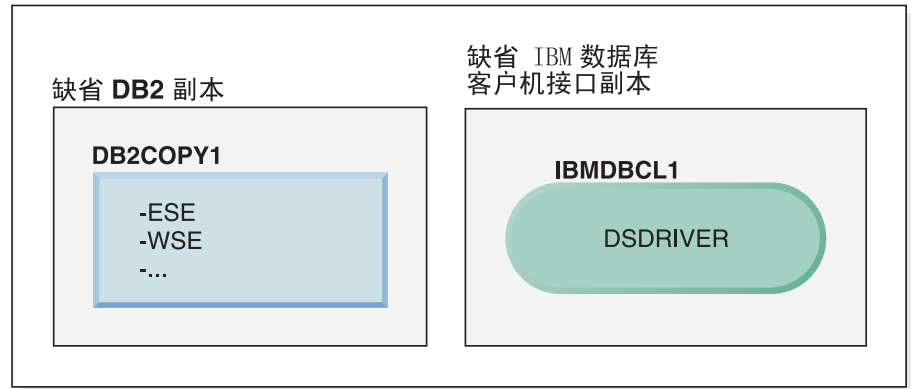 缺省 DB2 副本
DB2COPY1
-ESE
-WSE
-...
缺省 IBM 数据库
客户机接口副本
IBMDBCL1
DSDRIVER